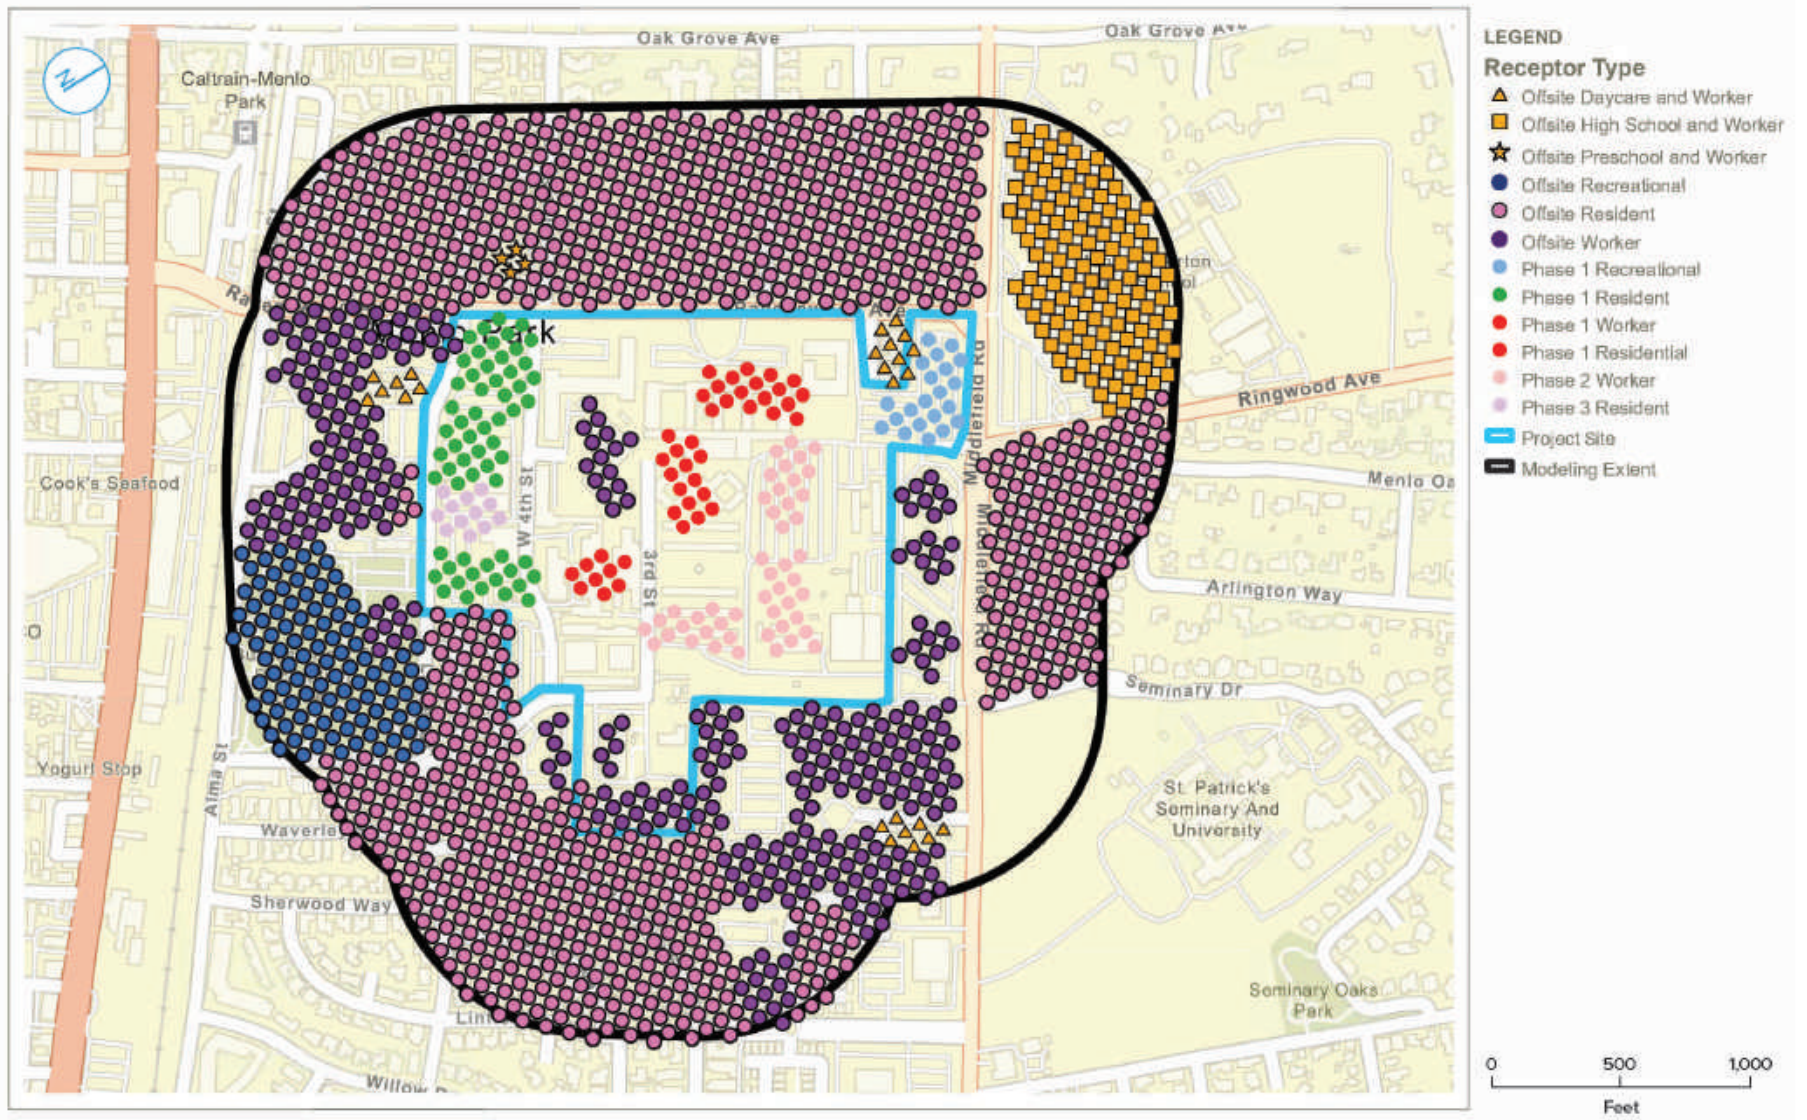 Oak Grove Ave
Oak Grove Ave
N
Caltrain-Menlo
Park
Park
Ave
Middlefield Rd
Ringwood Ave
Menlo Oa
Cook's Seafood
W 4th St
3rd St
Middlefield Rd
Arlington Way
Seminary Dr
Yogurt Stop
Alma St
Waverle
St. Patrick's
Seminary And
University
Sherwood Way
Seminary Oaks
Park
Willow
LEGEND
Receptor Type
Offsite Daycare and Worker
Offsite High School and Worker
Offsite Preschool and Worker
Offsite Recreational
Offsite Resident
Offsite Worker
Phase 1 Recreational
Phase 1 Resident
Phase 1 Worker
Phase 1 Residential
Phase 2 Worker
Phase 3 Resident
Project Site
Modeling Extent
0 500 1,000
Feet